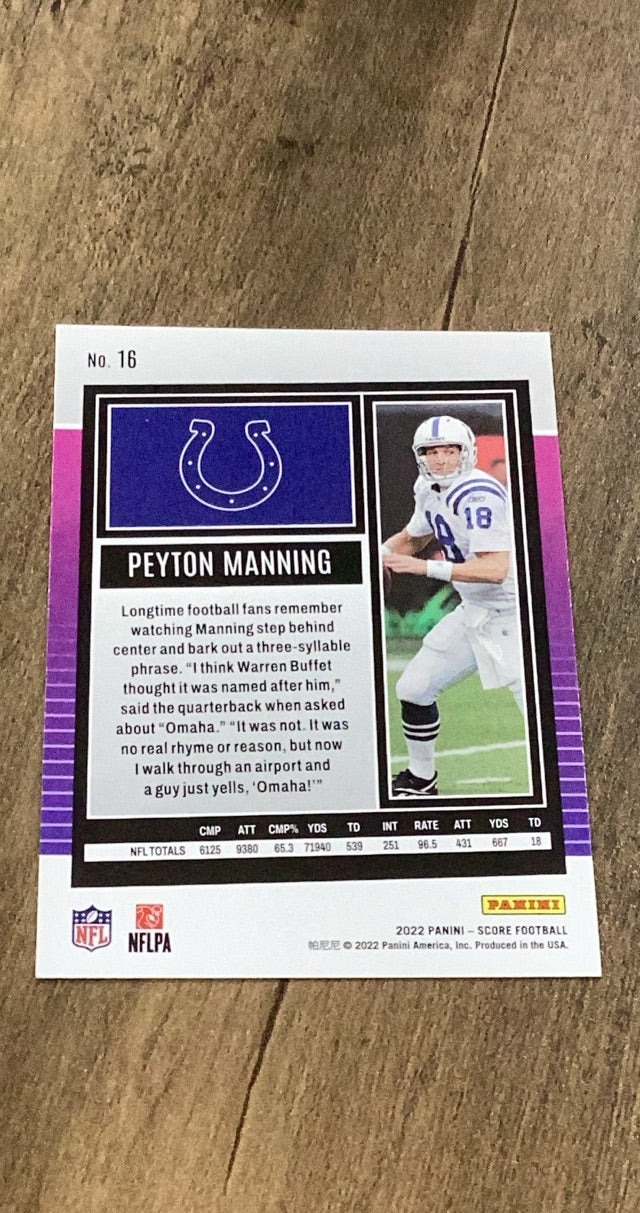 No. 16
18
8
PEYTON MANNING
Longtime football fans remember
watching Manning step behind
center and bark out a three-syllable
phrase. “I think Warren Buffet
thought it was named after him,”
said the quarterback when asked
about “Omaha.” “It was not. It was
no real rhyme or reason, but now
I walk through an airport and
a guy just yells, ‘Omaha!’”
CMP ATT CMP% YDS TD INT RATE ATT YDS TD
NFL TOTALS 6125 9380 65.3 71940 539 251 96.5 431 667 18
PANINI
NFL
NFLPA
2022 PANINI – SCORE FOOTBALL
帕尼尼 © 2022 Panini America, Inc. Produced in the USA.